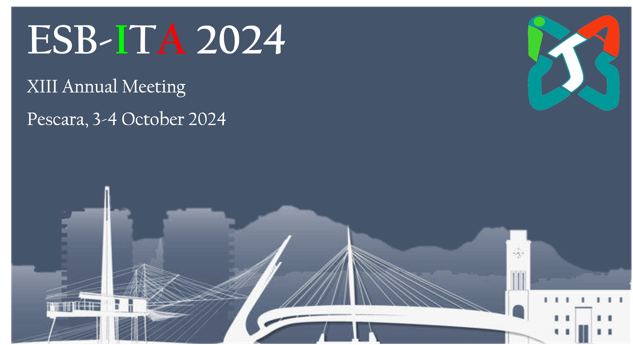 ESB-ITA 2024
XIII Annual Meeting
Pescara, 3-4 October 2024